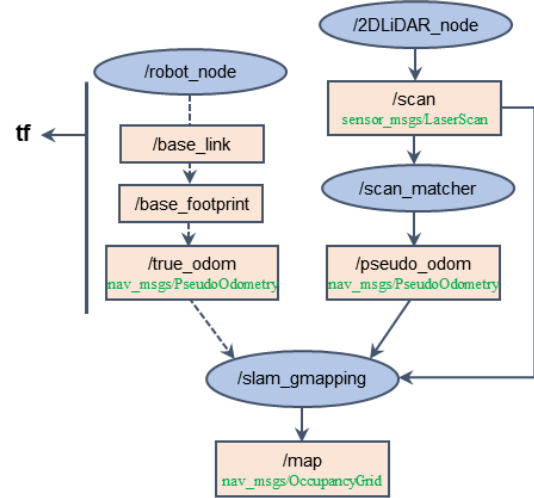 /2DLiDAR_node
/robot_node
/scan
sensor_msgs/LaserScan
tf
/base_link
/scan_matcher
/base_footprint
/true_odom
nav_msgs/PseudoOdometry
/pseudo_odom
nav_msgs/PseudoOdometry
/slam_gmapping
/map
nav_msgs/OccupancyGrid